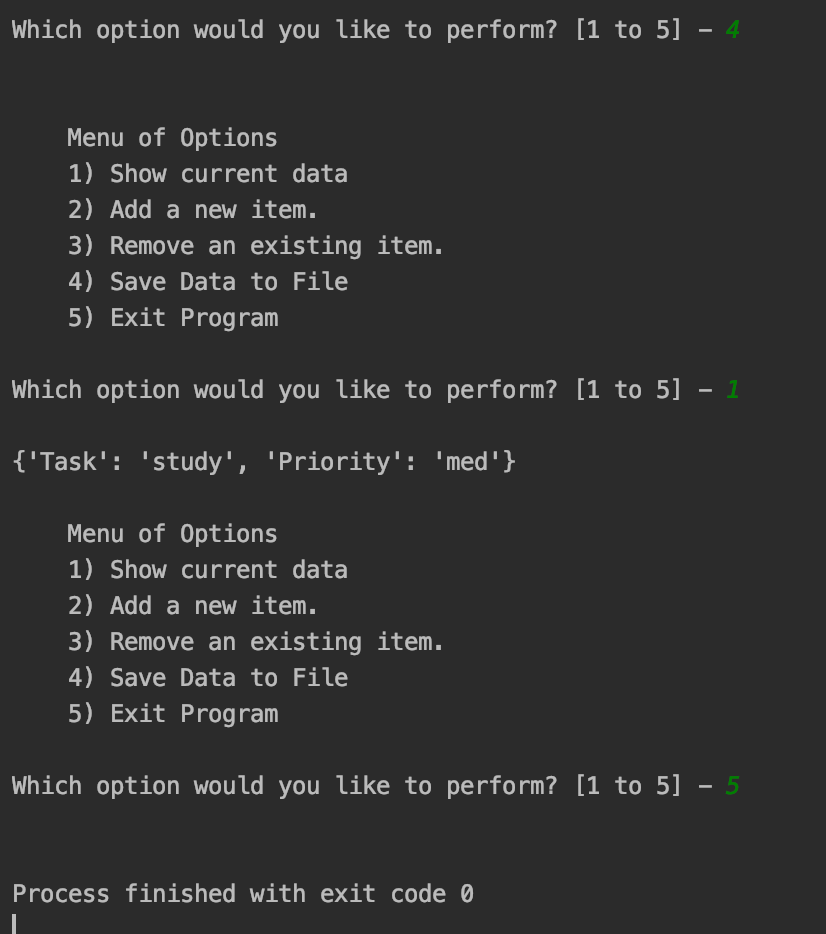 Which option would you like to perform? [1 to 5] - 4
Menu of Options
1) Show current data
2) Add a new item.
3) Remove an existing item.
4) Save Data to File
5) Exit Program
Which option would you like to perform? [1 to 5] - 1
{'Task': 'study', 'Priority': 'med'}
Menu of Options
1) Show current data
2) Add a new item.
3) Remove an existing item.
4) Save Data to File
5) Exit Program
Which option would you like to perform? [1 to 5] - 5
Process finished with exit code 0